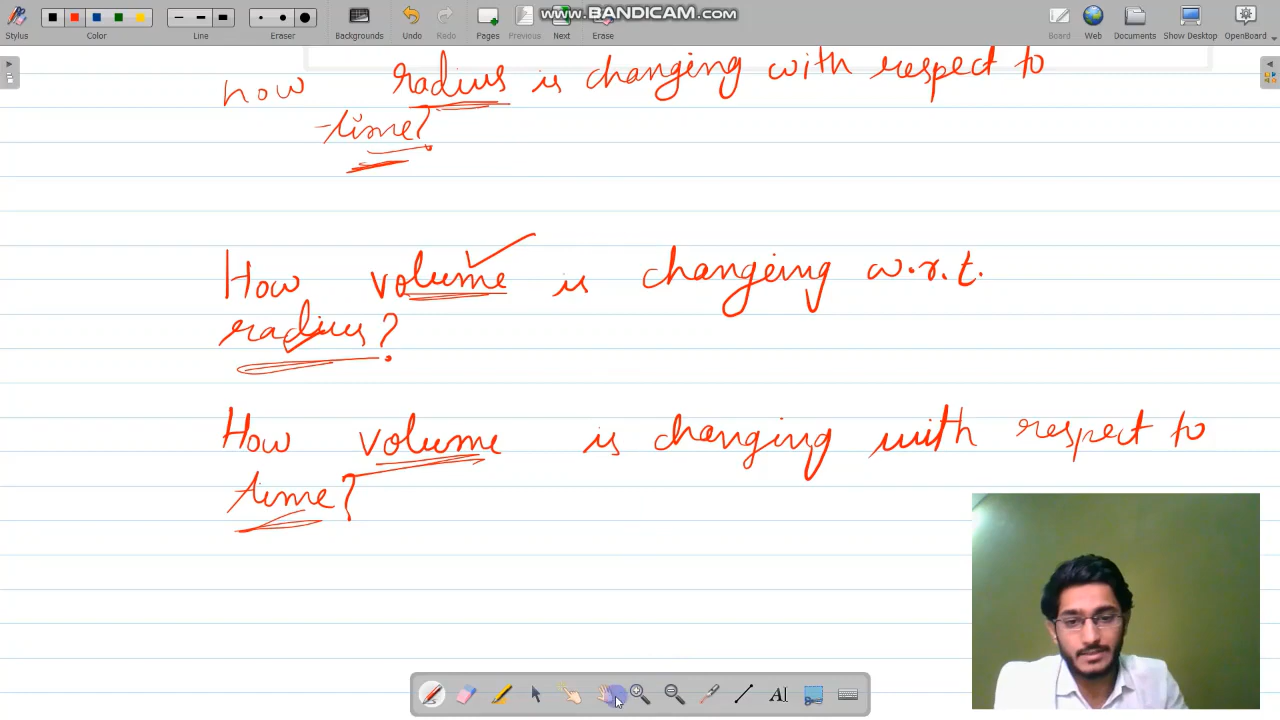 WWW.BANDICAM.COM
Stylus Color Line Eraser Backgrounds Undo Redo Pages Previous Next Erase Board Web Documents Show Desktop OpenBoard
how radius is changing with respect to
time?
How volume is changeing w.r.t.
radius?
How volume is changing with respect to
time?
AI